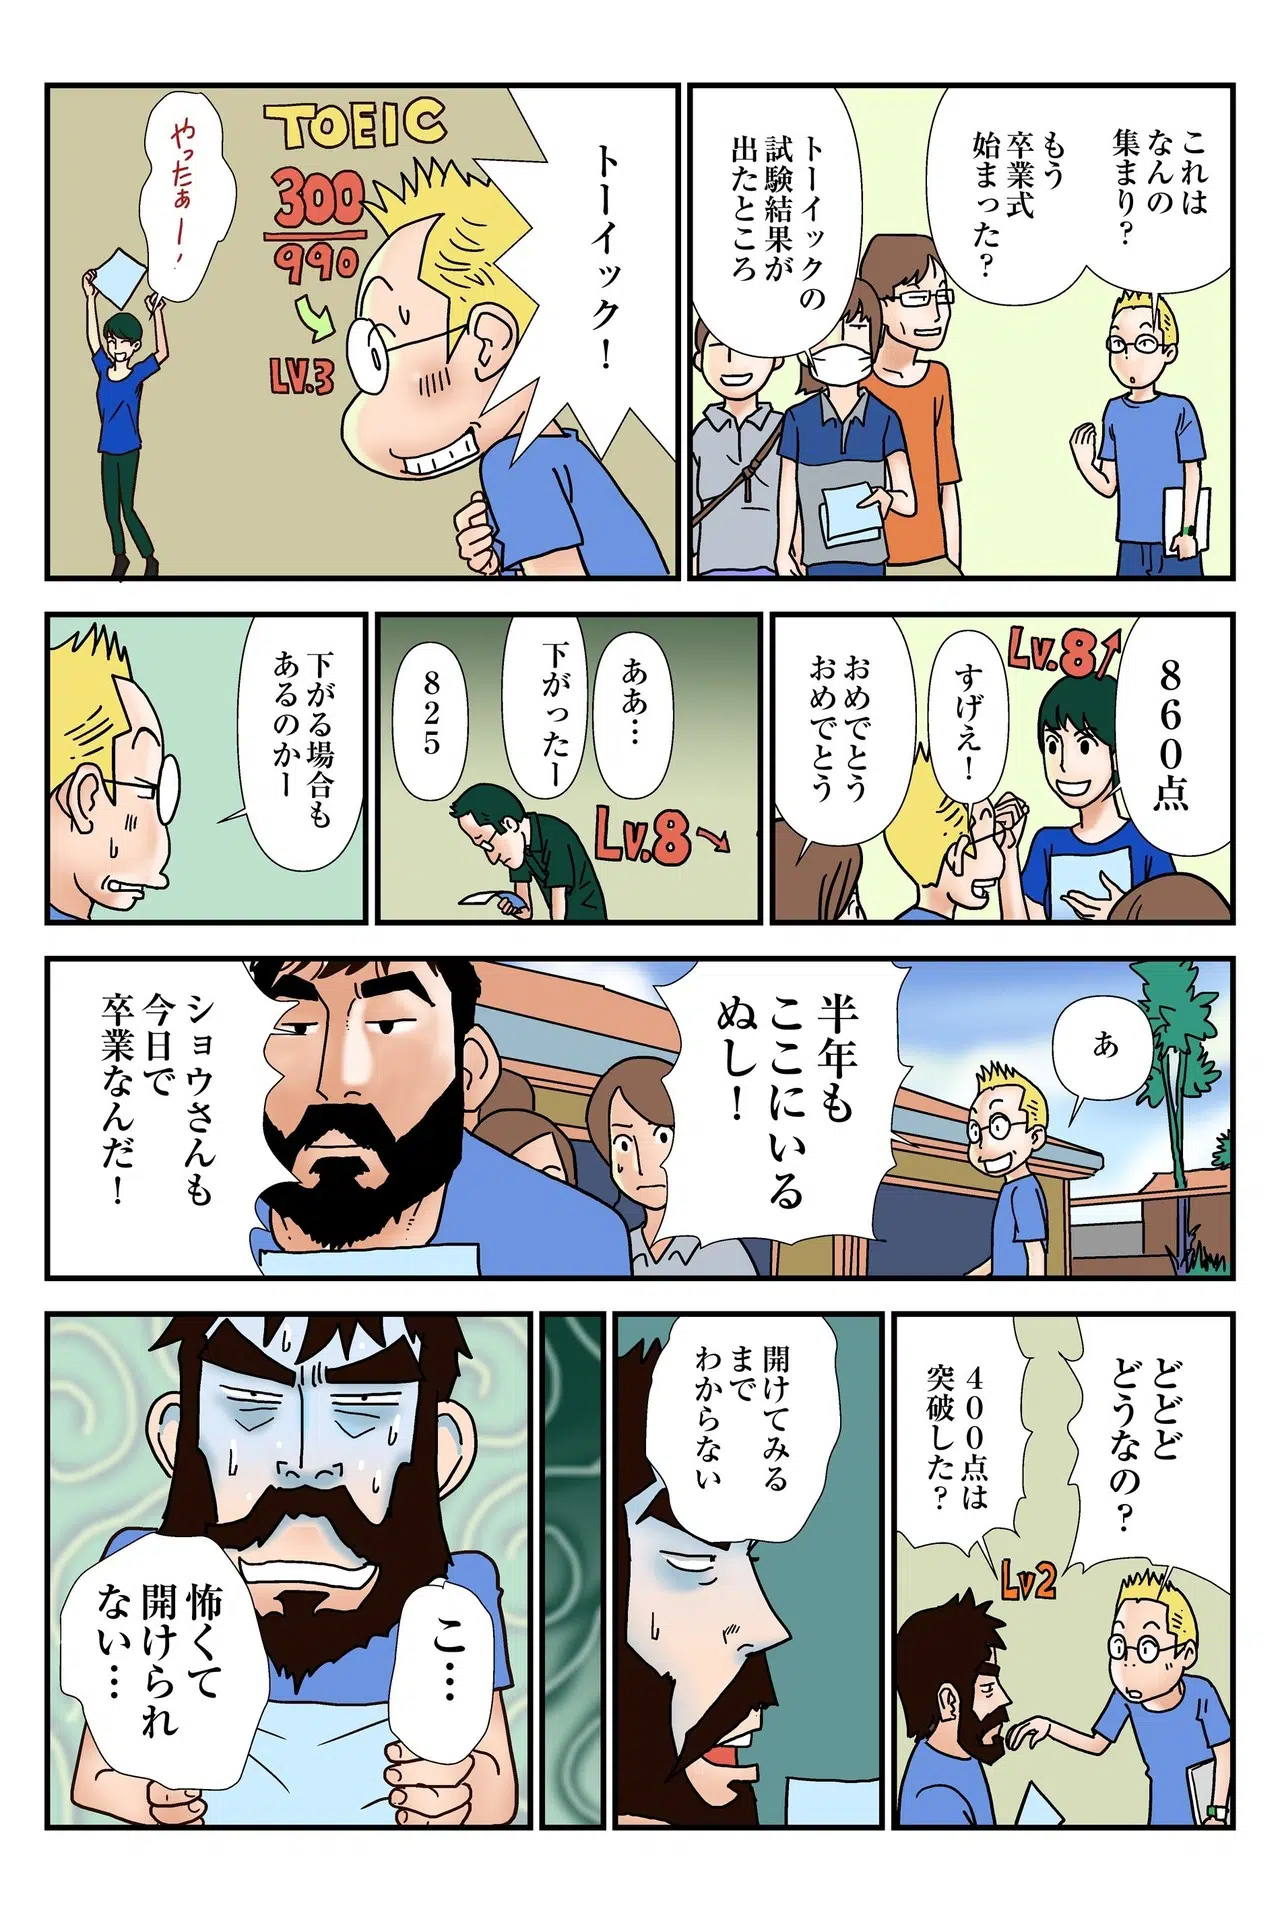 これは
なんの
集まり?
もう
卒業式
始まった?
トーイックの
試験結果が
出たところ
トーイック!
TOEIC
300
990
LV.3
やったぁー!
860点
Lv.8
すげえ!
おめでとう
おめでとう
ああ…
下がったー
825
Lv.8
下がる場合も
あるのかー
あ
半年も
ここにいる
ぬし!
ショウさんも
今日で
卒業なんだ!
どどど
どうなの?
400点は
突破した?
Lv2
開けてみる
まで
わからない
こ…
怖くて
開けられ
ない…